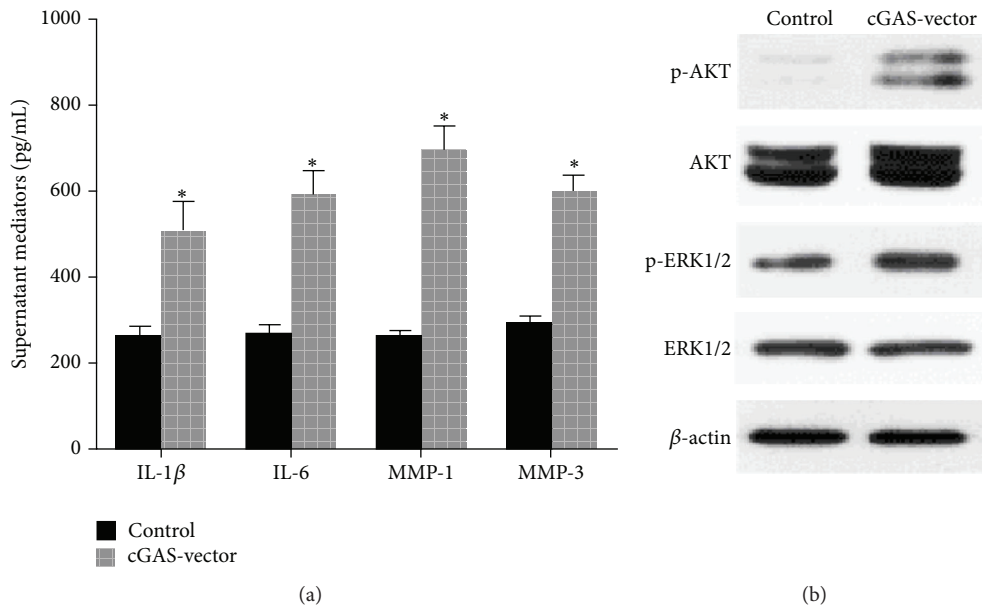 Supernatant mediators (pg/mL)
1000
800
600
400
200
0
*
*
*
*
IL-1β
IL-6
MMP-1
MMP-3
Control
cGAS-vector
(a)
Control cGAS-vector
p-AKT
AKT
p-ERK1/2
ERK1/2
β-actin
(b)